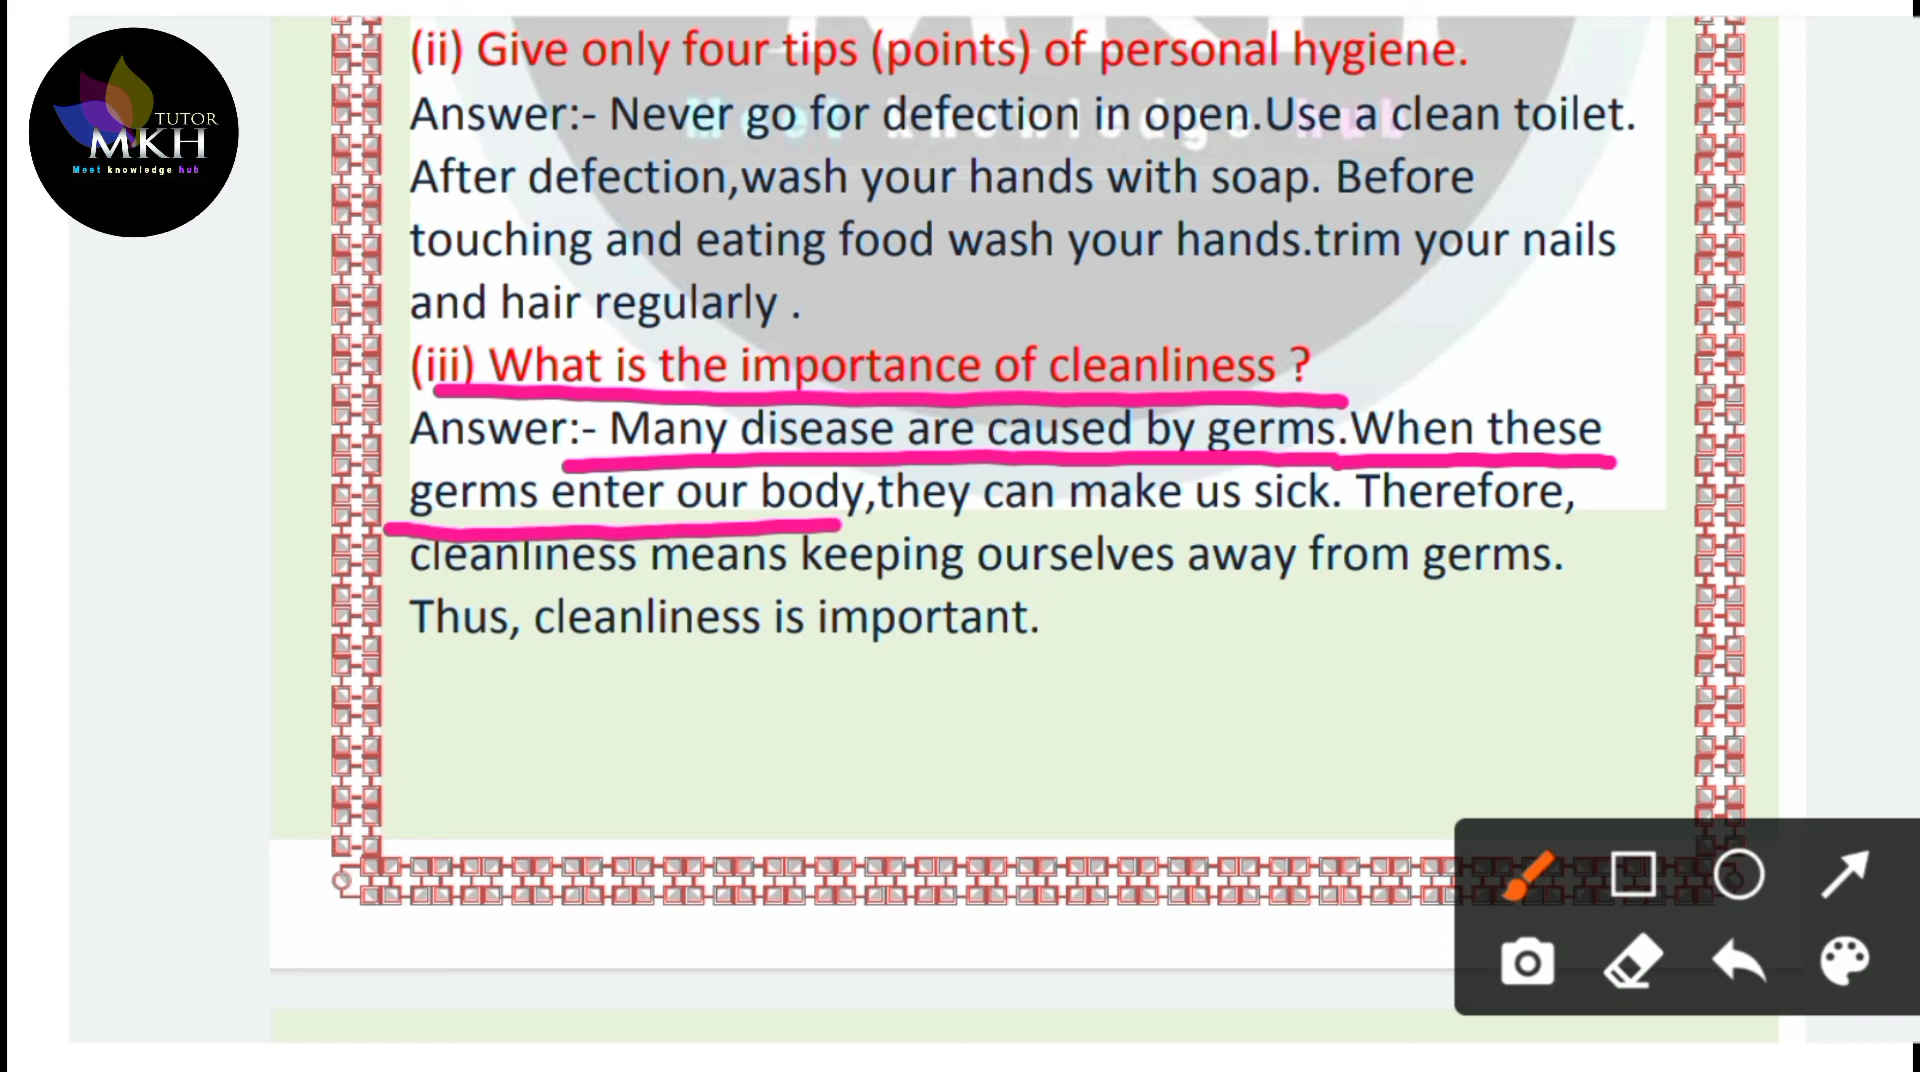 TUTOR
MKH
Meet knowledge hub
(ii) Give only four tips (points) of personal hygiene.
Answer:- Never go for defection in open.Use a clean toilet.
After defection,wash your hands with soap. Before
touching and eating food wash your hands.trim your nails
and hair regularly .
(iii) What is the importance of cleanliness ?
Answer:- Many disease are caused by germs.When these
germs enter our body,they can make us sick. Therefore,
cleanliness means keeping ourselves away from germs.
Thus, cleanliness is important.